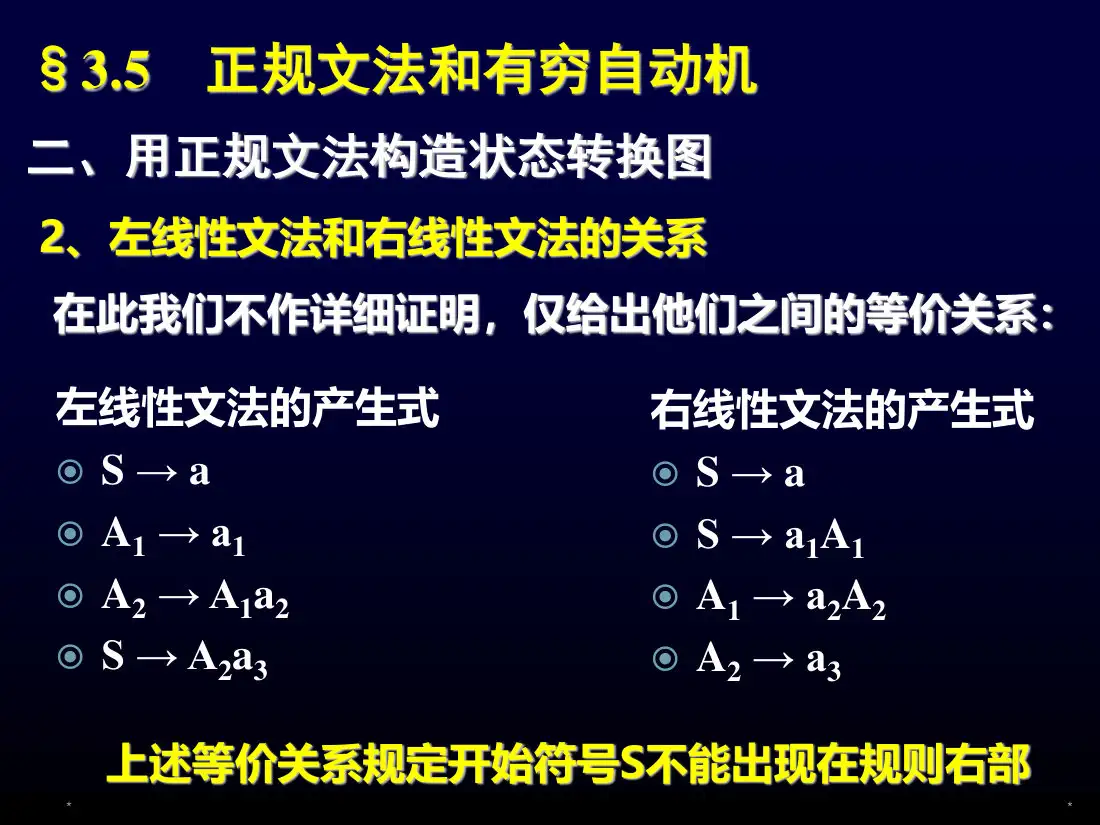 §3.5 正规文法和有穷自动机
二、用正规文法构造状态转换图
2、左线性文法和右线性文法的关系
在此我们不作详细证明，仅给出他们之间的等价关系：
左线性文法的产生式
S → a
A₁ → a₁
A₂ → A₁a₂
S → A₂a₃
右线性文法的产生式
S → a
S → a₁A₁
A₁ → a₂A₂
A₂ → a₃
上述等价关系规定开始符号S不能出现在规则右部
* *